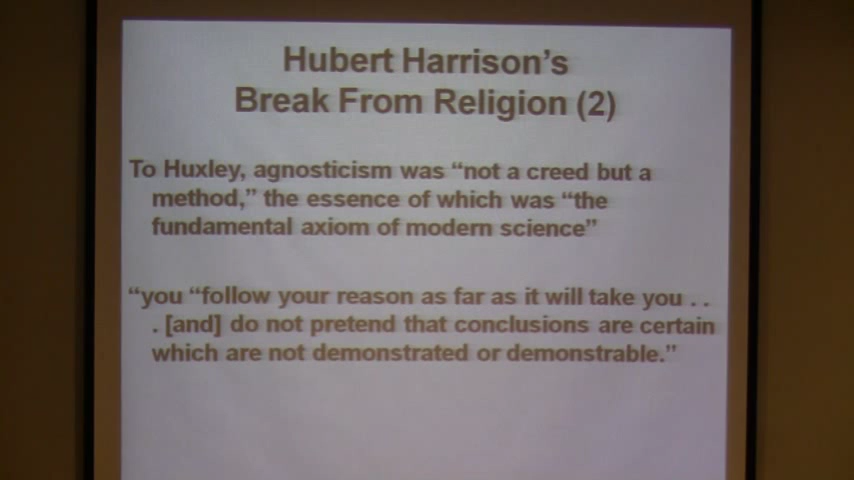 Hubert Harrison's
Break From Religion (2)
To Huxley, agnosticism was “not a creed but a
method,” the essence of which was “the
fundamental axiom of modern science”
“you “follow your reason as far as it will take you . .
. [and] do not pretend that conclusions are certain
which are not demonstrated or demonstrable.”